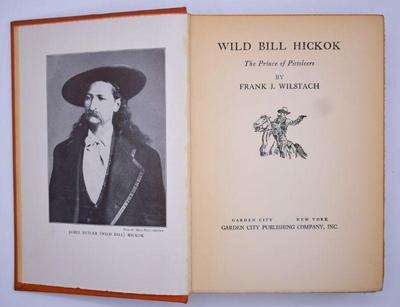 JAMES BUTLER (WILD BILL) HICKOK
WILD BILL HICKOK
The Prince of Pistoleers
BY
FRANK J. WILSTACH
GARDEN CITY NEW YORK
GARDEN CITY PUBLISHING COMPANY, INC.